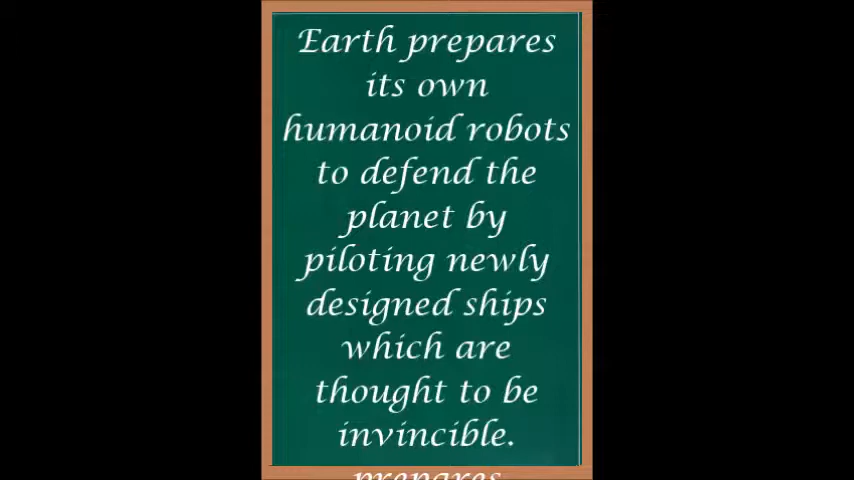 Earth prepares
its own
humanoid robots
to defend the
planet by
piloting newly
designed ships
which are
thought to be
invincible.
prepares